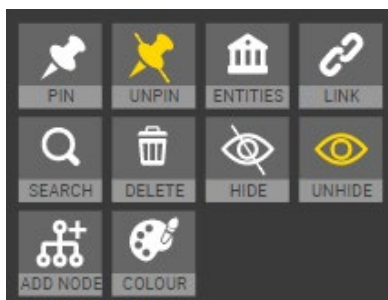 PIN UNPIN ENTITIES LINK
SEARCH DELETE HIDE UNHIDE
ADD NODE COLOUR